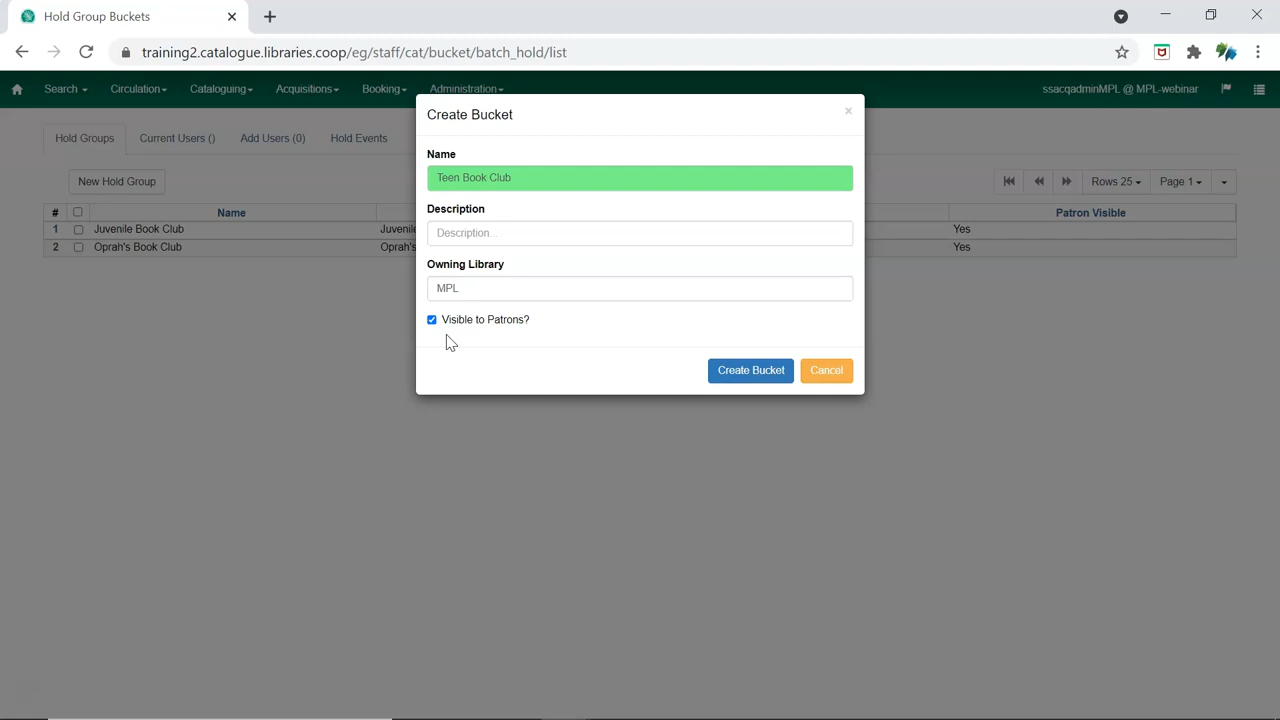 Hold Group Buckets
training2.catalogue.libraries.coop/eg/staff/cat/bucket/batch_hold/list
Search Circulation Cataloguing Acquisitions Booking Administration ssacqadminMPL @ MPL-webinar
Create Bucket ×
Hold Groups Current Users () Add Users (0) Hold Events
Name
Teen Book Club
New Hold Group Rows 25 Page 1
# Name Patron Visible
Description
1 Juvenile Book Club Juvenile Yes
Description...
2 Oprah's Book Club Oprah's Yes
Owning Library
MPL
Visible to Patrons?
Create Bucket Cancel